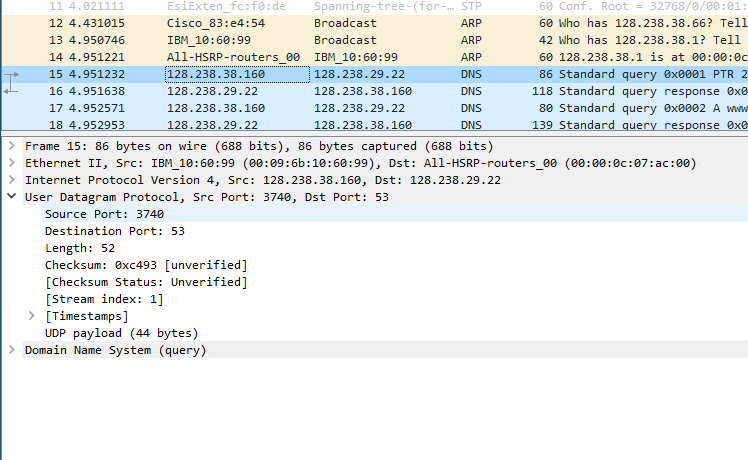 11 4.021111 EsiExten_fc:f0:de Spanning-tree-(for-… STP 60 Conf. Root = 32768/0/00:01:
12 4.431015 Cisco_83:e4:54 Broadcast ARP 60 Who has 128.238.38.66? Tell
13 4.950746 IBM_10:60:99 Broadcast ARP 42 Who has 128.238.38.1? Tell
14 4.951221 All-HSRP-routers_00 IBM_10:60:99 ARP 60 128.238.38.1 is at 00:00:0c
15 4.951232 128.238.38.160 128.238.29.22 DNS 86 Standard query 0x0001 PTR 2
16 4.951638 128.238.29.22 128.238.38.160 DNS 118 Standard query response 0x0
17 4.952571 128.238.38.160 128.238.29.22 DNS 80 Standard query 0x0002 A www
18 4.952953 128.238.29.22 128.238.38.160 DNS 139 Standard query response 0x0
Frame 15: 86 bytes on wire (688 bits), 86 bytes captured (688 bits)
Ethernet II, Src: IBM_10:60:99 (00:09:6b:10:60:99), Dst: All-HSRP-routers_00 (00:00:0c:07:ac:00)
Internet Protocol Version 4, Src: 128.238.38.160, Dst: 128.238.29.22
User Datagram Protocol, Src Port: 3740, Dst Port: 53
Source Port: 3740
Destination Port: 53
Length: 52
Checksum: 0xc493 [unverified]
[Checksum Status: Unverified]
[Stream index: 1]
[Timestamps]
UDP payload (44 bytes)
Domain Name System (query)